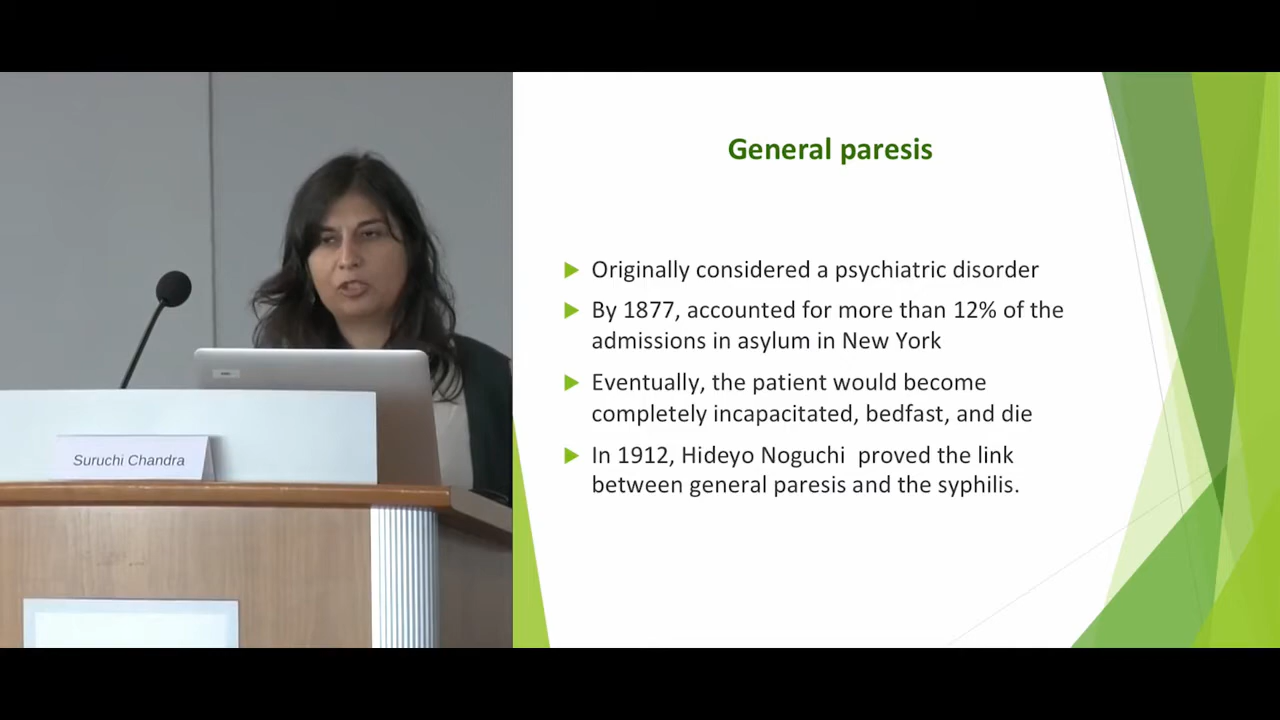 Suruchi Chandra
General paresis
Originally considered a psychiatric disorder
By 1877, accounted for more than 12% of the
admissions in asylum in New York
Eventually, the patient would become
completely incapacitated, bedfast, and die
In 1912, Hideyo Noguchi  proved the link
between general paresis and the syphilis.